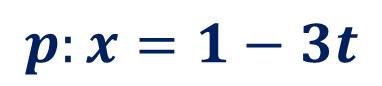 p: x = 1 − 3t